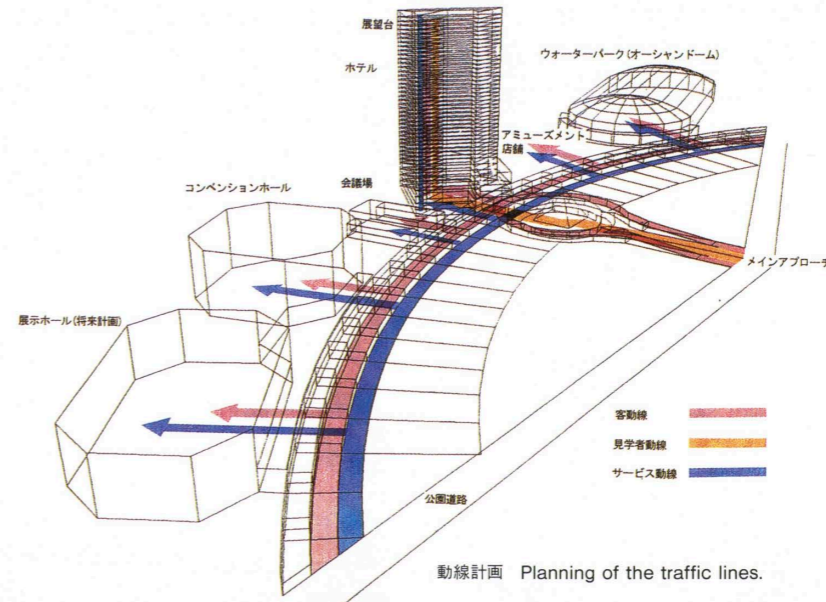 展望台
ホテル
ウォーターパーク(オーシャンドーム)
アミューズメント
店舗
コンベンションホール
会議場
メインアプローチ
展示ホール(将来計画)
客動線
見学者動線
サービス動線
公園道路
動線計画 Planning of the traffic lines.